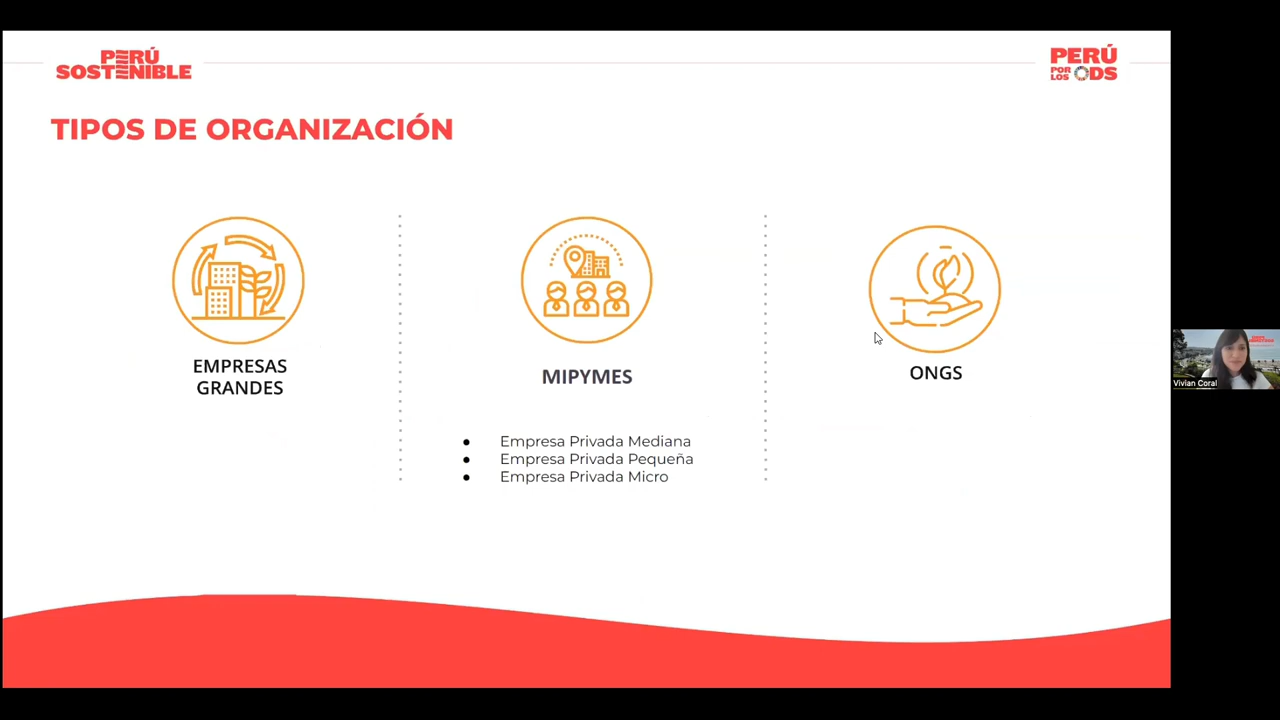 PERÚ
SOSTENIBLE
PERÚ
POR
LOS ODS
TIPOS DE ORGANIZACIÓN
EMPRESAS
GRANDES
MIPYMES
● Empresa Privada Mediana
● Empresa Privada Pequeña
● Empresa Privada Micro
ONGS
Vivian Coral